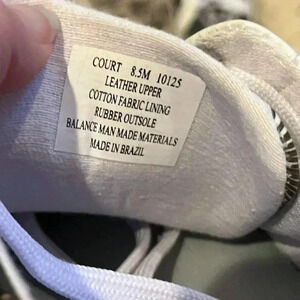 COURT 8.5M 10125
LEATHER UPPER
COTTON FABRIC LINING
RUBBER OUTSOLE
BALANCE MAN MADE MATERIALS
MADE IN BRAZIL